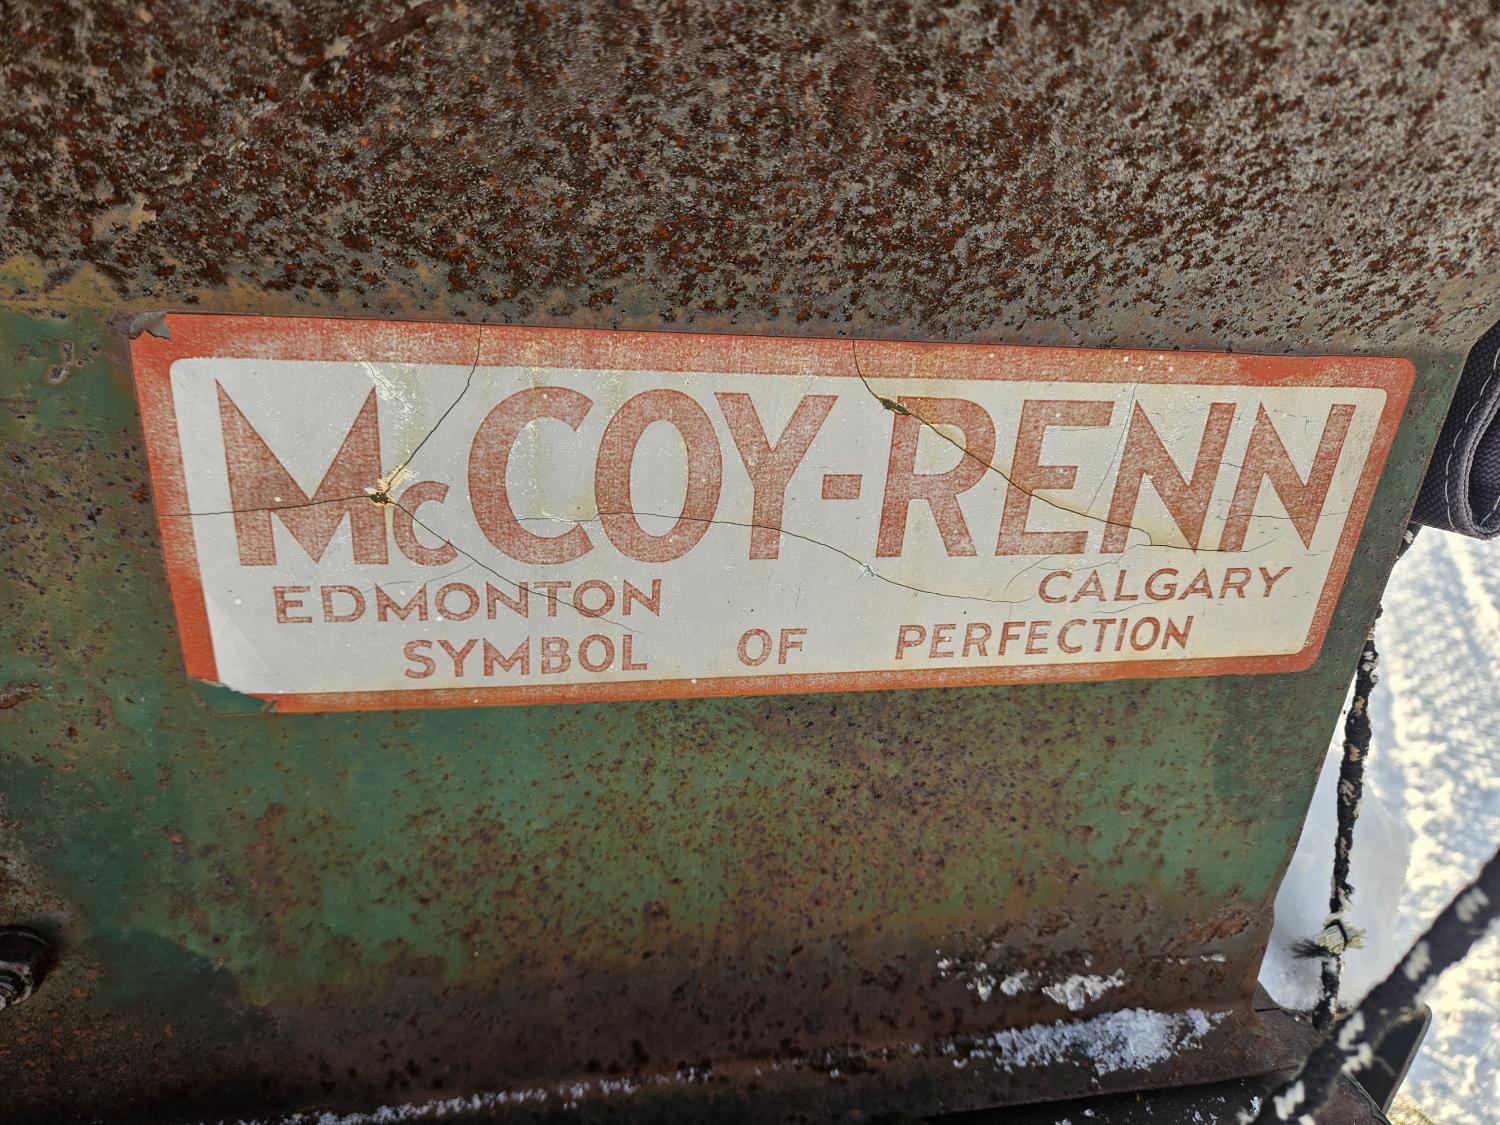 McCOY-RENN
EDMONTON CALGARY
SYMBOL OF PERFECTION